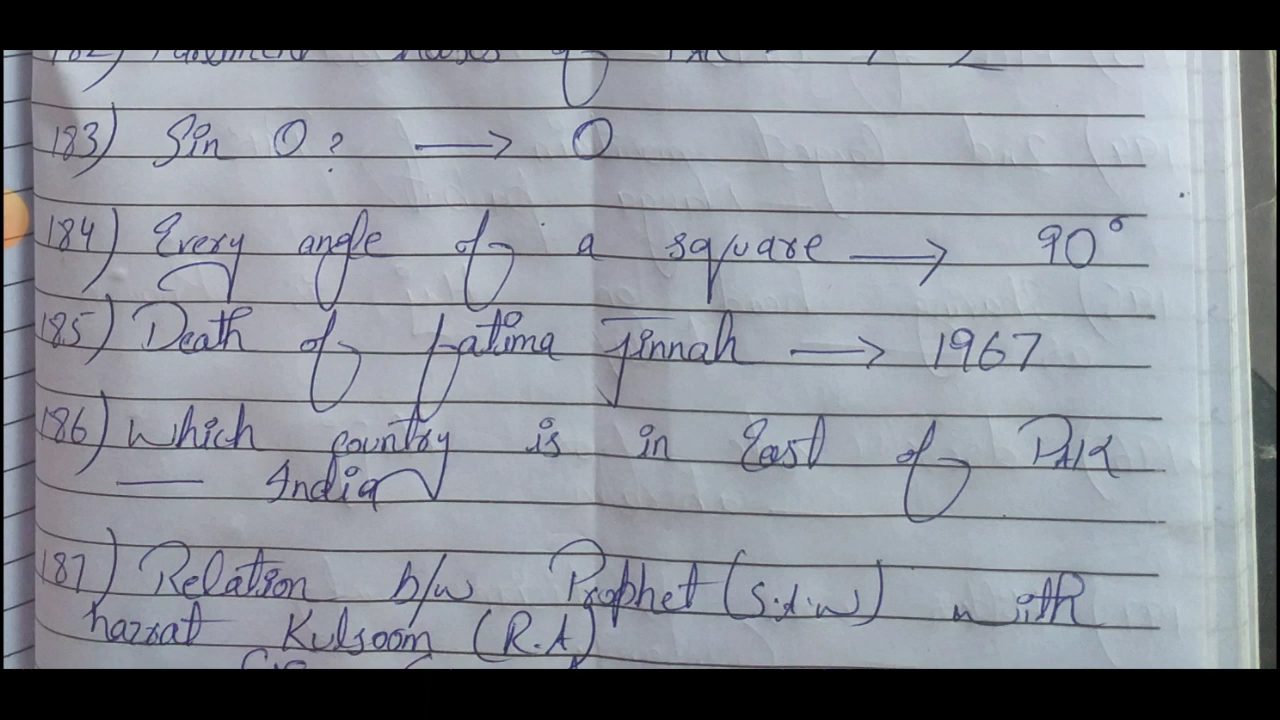 183) Sin 0? → 0
184) Every angle of a square → 90°
185) Death of fatima Jinnah → 1967
186) which country is in East of PAK
— India
187) Relation b/w Prophet (S.A.W) with
hazrat Kulsoom (R.A)